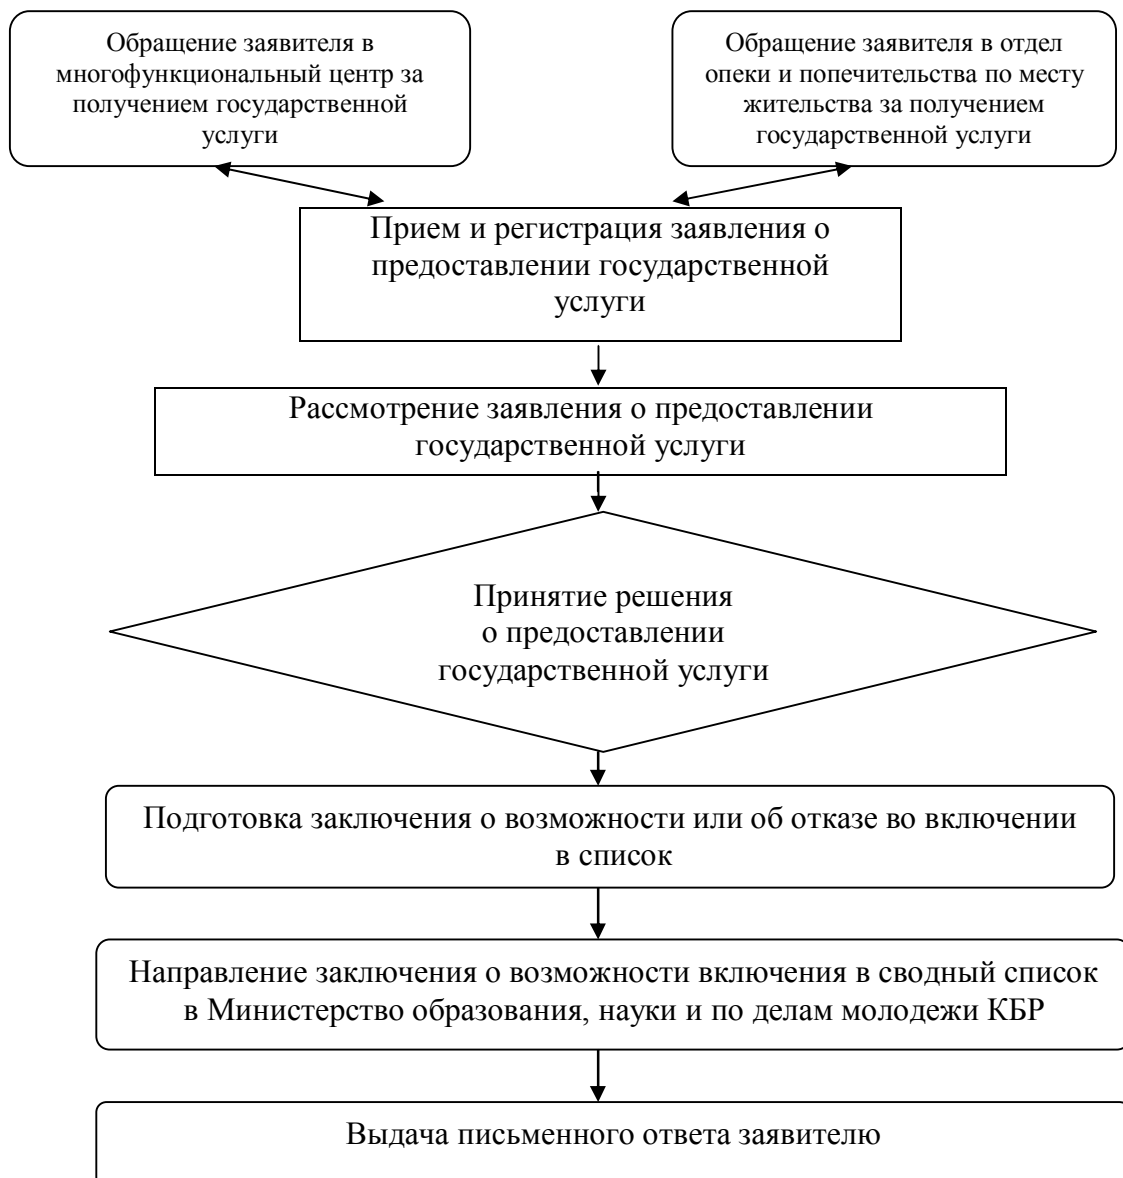 Обращение заявителя в
многофункциональный центр за
получением государственной
услуги
Обращение заявителя в отдел
опеки и попечительства по месту
жительства за получением
государственной услуги
Прием и регистрация заявления о
предоставлении государственной
услуги
Рассмотрение заявления о предоставлении
государственной услуги
Принятие решения
о предоставлении
государственной услуги
Подготовка заключения о возможности или об отказе во включении
в список
Направление заключения о возможности включения в сводный список
в Министерство образования, науки и по делам молодежи КБР
Выдача письменного ответа заявителю